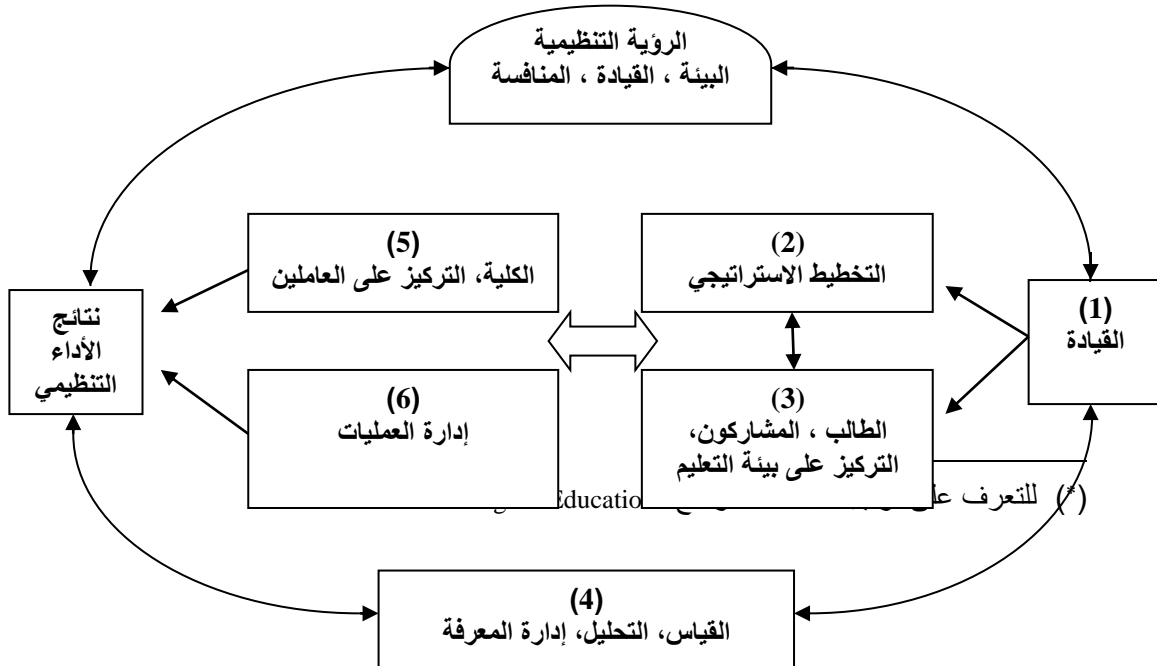 الرؤية التنظيمية
البيئة ، القيادة ، المنافسة
(1)
القيادة
(2)
التخطيط الاستراتيجي
(3)
الطالب ، المشاركون،
التركيز على بيئة التعليم
(5)
الكلية، التركيز على العاملين
(6)
إدارة العمليات
نتائج
الأداء
التنظيمي
(*) للتعرف
(4)
القياس، التحليل، إدارة المعرفة